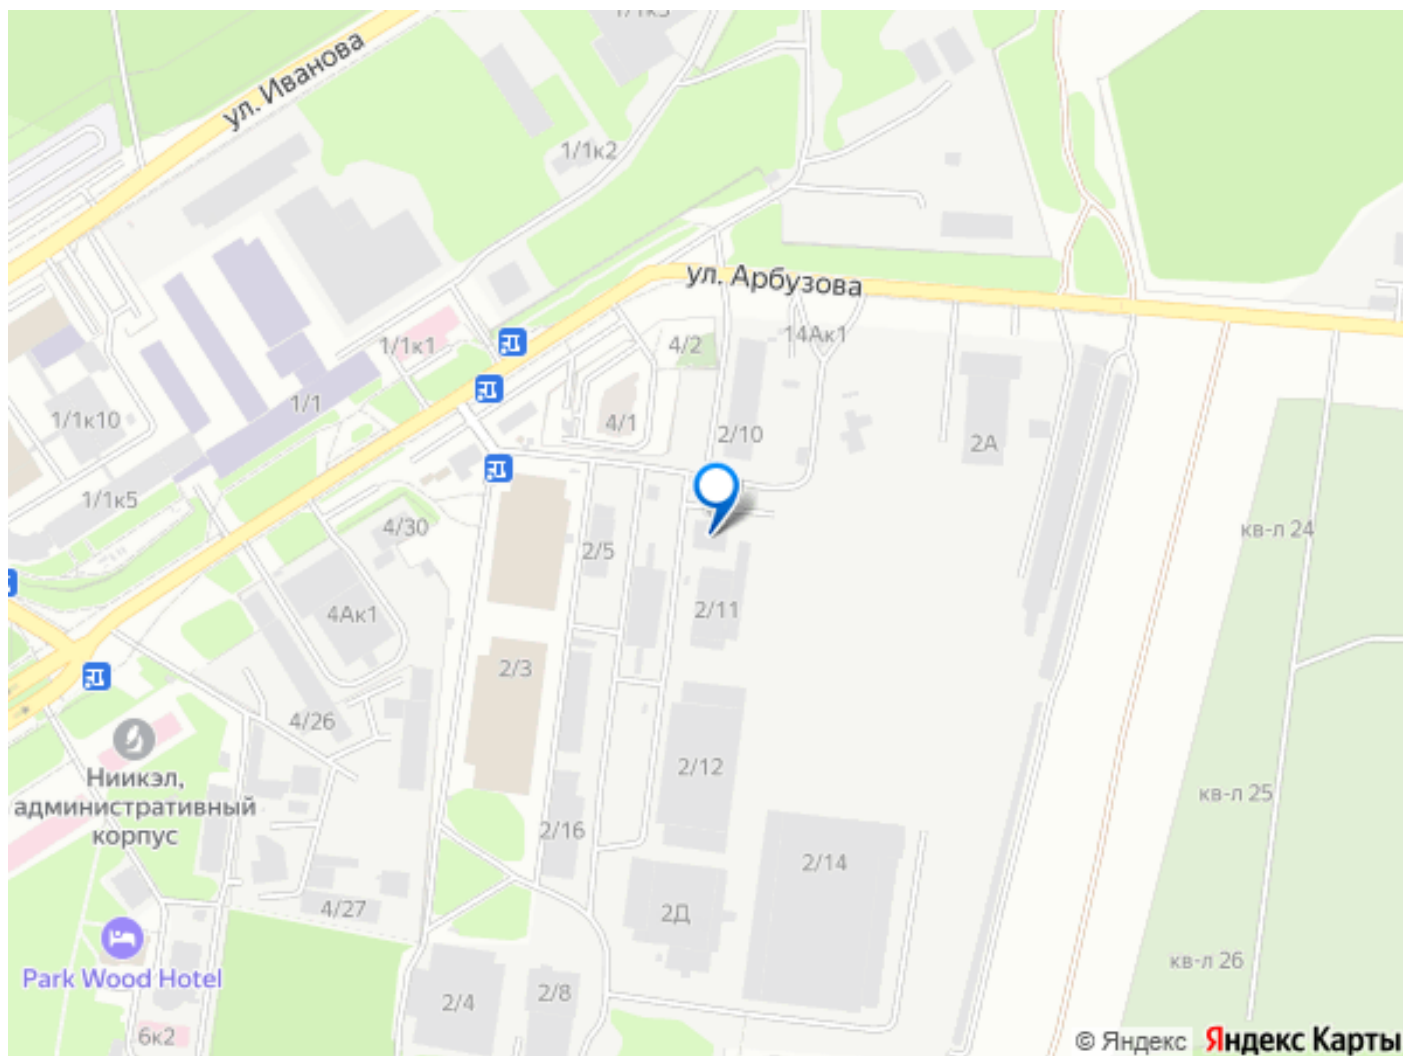 1/1к3
ул. Иванова
1/1к2
ул. Арбузова
14Ак1
4/2
1/1к1
1/1
4/1
1/1к10
2/10
2А
1/1к5
4/30
кв-л 24
2/5
4Ак1
2/11
2/3
4/26
Ниикэл,
административный
корпус
2/12
кв-л 25
2/16
2/14
4/27
2Д
Park Wood Hotel
кв-л 26
2/4
2/8
6к2
© Яндекс Яндекс Карты